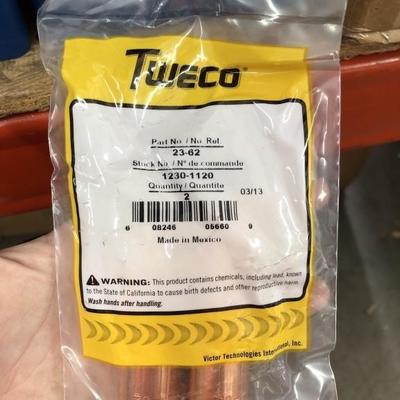 TWECO®
Part No. / No. Ref.
23-62
Stock No. / N° de commande
1230-1120
Quantity / Quantite
2
03/13
6 08246 05660 9
Made in Mexico
WARNING: This product contains chemicals, including lead, known
to the State of California to cause birth defects and other reproductive harm.
Wash hands after handling.
Victor Technologies International, Inc.